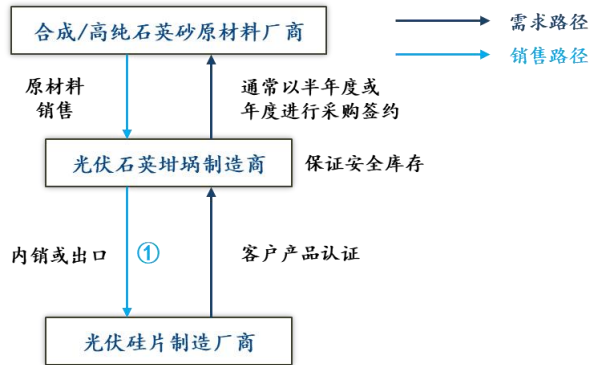 合成/高纯石英砂原材料厂商
需求路径
销售路径
原材料
销售
通常以半年度或
年度进行采购签约
光伏石英坩埚制造商
保证安全库存
内销或出口
①
客户产品认证
光伏硅片制造厂商